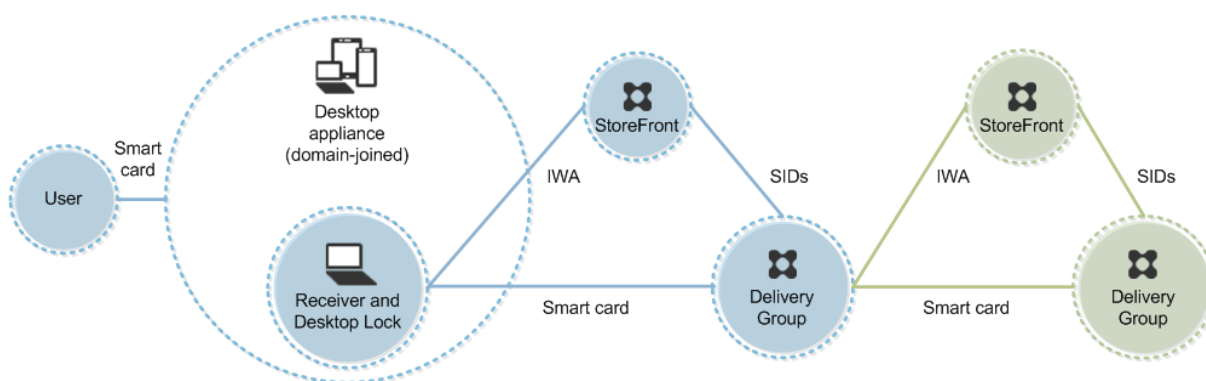 User
Smart
card
Desktop
appliance
(domain-joined)
Receiver and
Desktop Lock
IWA
StoreFront
SIDs
Smart card
Delivery
Group
IWA
StoreFront
SIDs
Smart card
Delivery
Group